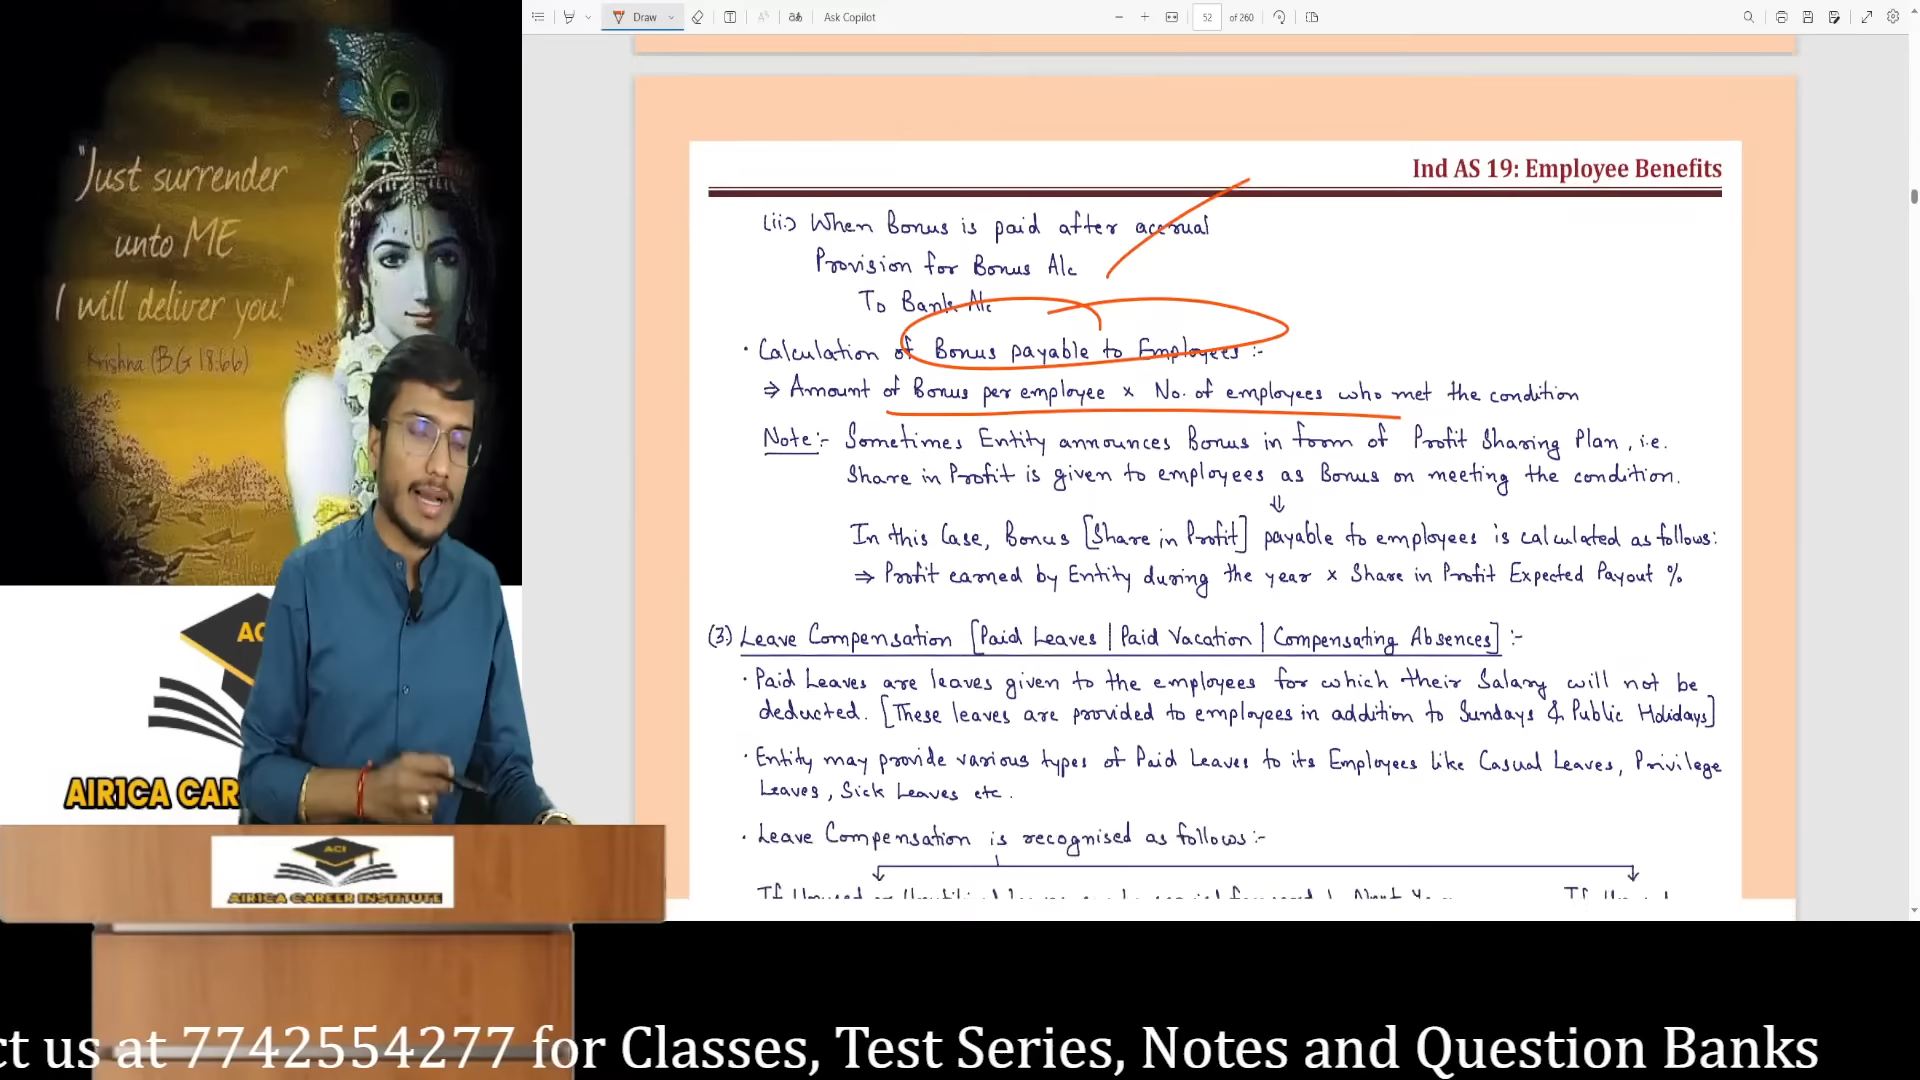 "Just surrender
unto ME
I will deliver you!"
Krishna (B.G 18:66)
Draw
Ask Copilot
52 of 260
Ind AS 19: Employee Benefits
(ii.) When Bonus is paid after accrual
Provision for Bonus A/c
To Bank A/c
· Calculation of Bonus payable to Employees :-
⇒ Amount of Bonus per employee × No. of employees who met the condition
Note:- Sometimes Entity announces Bonus in form of Profit Sharing Plan, i.e.
Share in Profit is given to employees as Bonus on meeting the condition.
⇓
In this Case, Bonus [Share in Profit] payable to employees is calculated as follows:
⇒ Profit earned by Entity during the year × Share in Profit Expected Payout %
(3.) Leave Compensation [Paid Leaves | Paid Vacation | Compensating Absences] :-
· Paid Leaves are leaves given to the employees for which their Salary will not be
deducted. [These leaves are provided to employees in addition to Sundays & Public Holidays]
· Entity may provide various types of Paid Leaves to its Employees like Casual Leaves, Privilege
Leaves, Sick Leaves etc.
· Leave Compensation is recognised as follows:-
AC
AIR1CA CAR
ACI
AIR1CA CAREER INSTITUTE
ct us at 7742554277 for Classes, Test Series, Notes and Question Banks